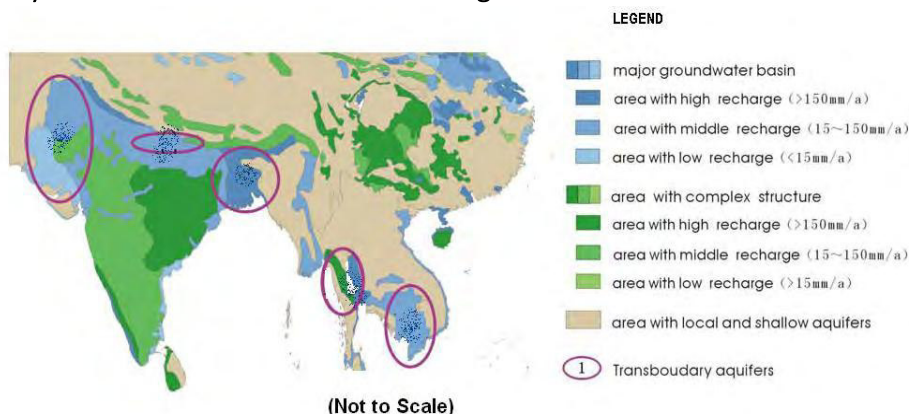 LEGEND
major groundwater basin
area with high recharge (>150mm/a)
area with middle recharge (15~150mm/a)
area with low recharge (<15mm/a)
area with complex structure
area with high recharge (>150mm/a)
area with middle recharge (15~150mm/a)
area with low recharge (>15mm/a)
area with local and shallow aquifers
1 Transboudary aquifers
(Not to Scale)